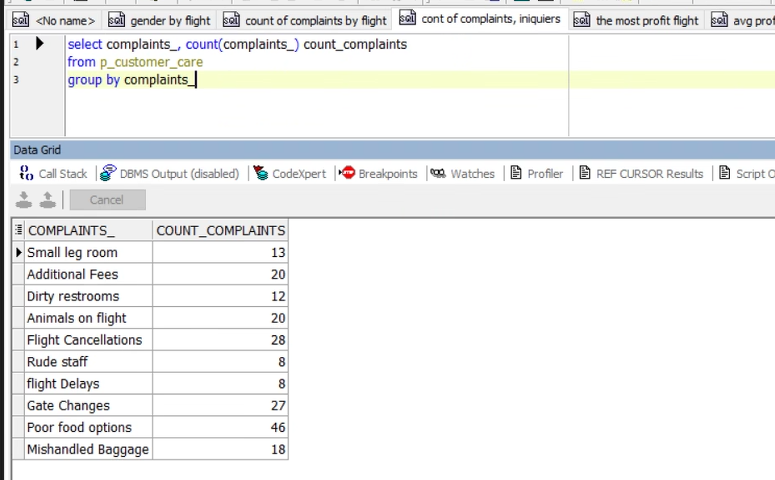 <No name> gender by flight count of complaints by flight cont of complaints, iniquiers the most profit flight avg prof
1 select complaints_, count(complaints_) count_complaints
2 from p_customer_care
3 group by complaints_
Data Grid
Call Stack DBMS Output (disabled) CodeXpert Breakpoints Watches Profiler REF CURSOR Results Script O
Cancel
COMPLAINTS_ COUNT_COMPLAINTS
Small leg room 13
Additional Fees 20
Dirty restrooms 12
Animals on flight 20
Flight Cancellations 28
Rude staff 8
flight Delays 8
Gate Changes 27
Poor food options 46
Mishandled Baggage 18